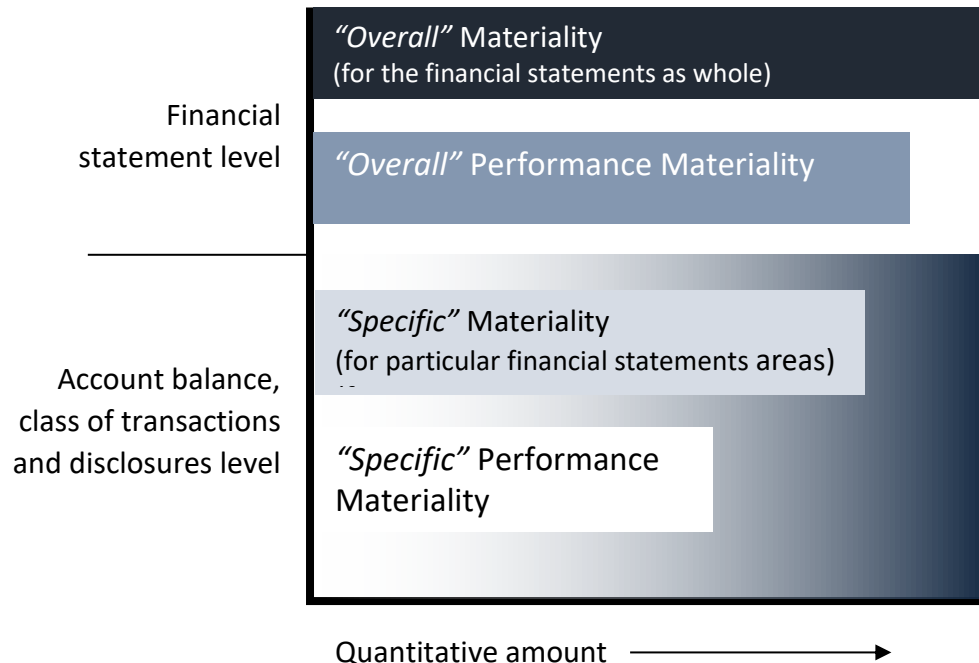 “Overall” Materiality
(for the financial statements as whole)
Financial
statement level
“Overall” Performance Materiality
“Specific” Materiality
(for particular financial statements areas)
Account balance,
class of transactions
and disclosures level
“Specific” Performance
Materiality
Quantitative amount